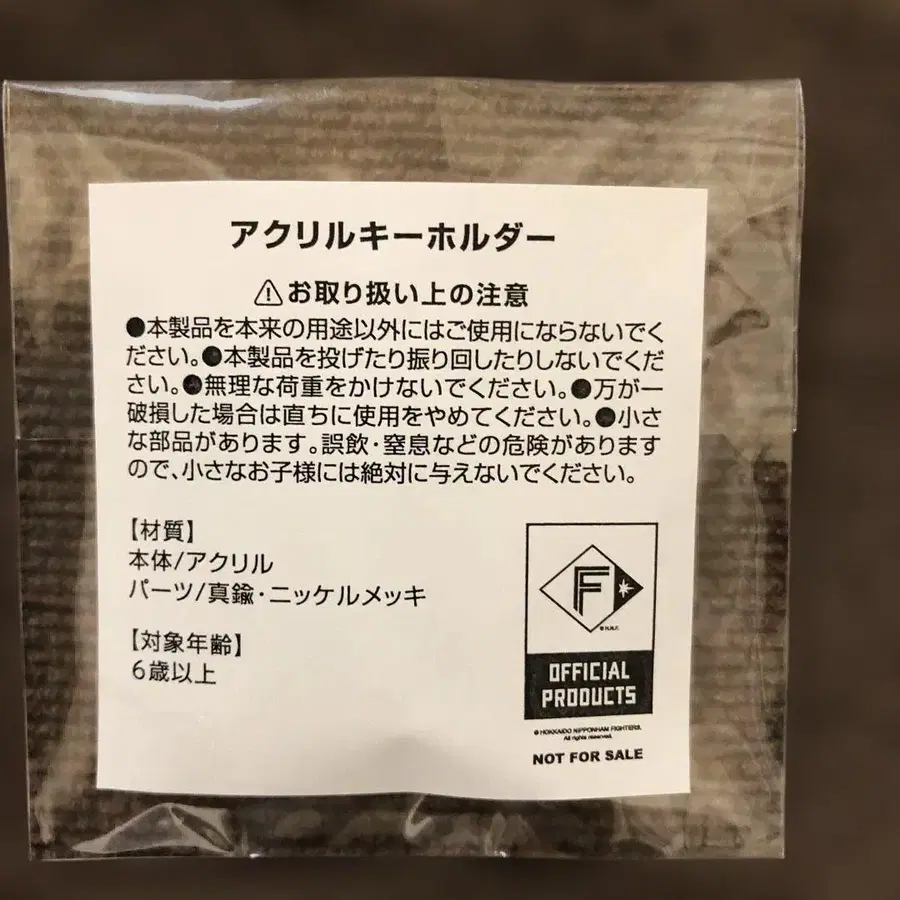 アクリルキーホルダー
⚠お取り扱い上の注意
●本製品を本来の用途以外にはご使用にならないでく
ださい。●本製品を投げたり振り回したりしないでくだ
さい。●無理な荷重をかけないでください。●万が一
破損した場合は直ちに使用をやめてください。●小さ
な部品があります。誤飲・窒息などの危険があります
ので、小さなお子様には絶対に与えないでください。
【材質】
本体/アクリル
パーツ/真鍮・ニッケルメッキ
【対象年齢】
6歳以上
F
© H.N.F.
OFFICIAL
PRODUCTS
© HOKKAIDO NIPPONHAM FIGHTERS.
All rights reserved.
NOT FOR SALE